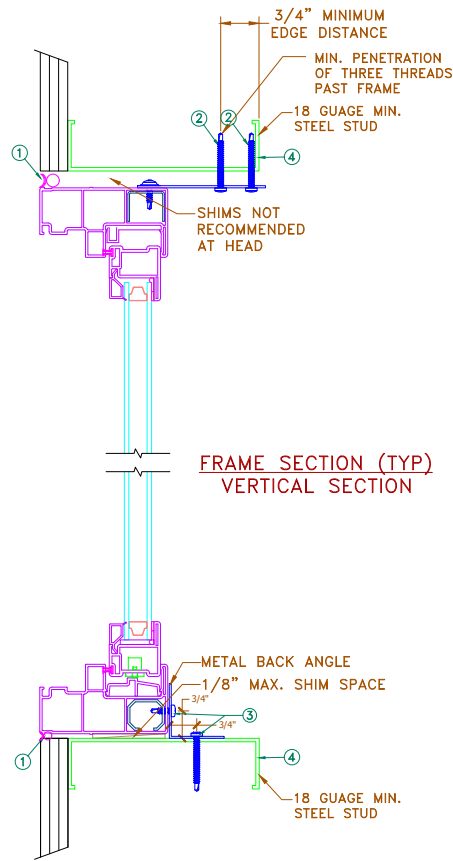 3/4" MINIMUM
EDGE DISTANCE
MIN. PENETRATION
OF THREE THREADS
PAST FRAME
2
2
18 GUAGE MIN.
STEEL STUD
1
4
SHIMS NOT
RECOMMENDED
AT HEAD
FRAME SECTION (TYP)
VERTICAL SECTION
METAL BACK ANGLE
1/8" MAX. SHIM SPACE
3/4"
3
3/4"
1
4
18 GUAGE MIN.
STEEL STUD